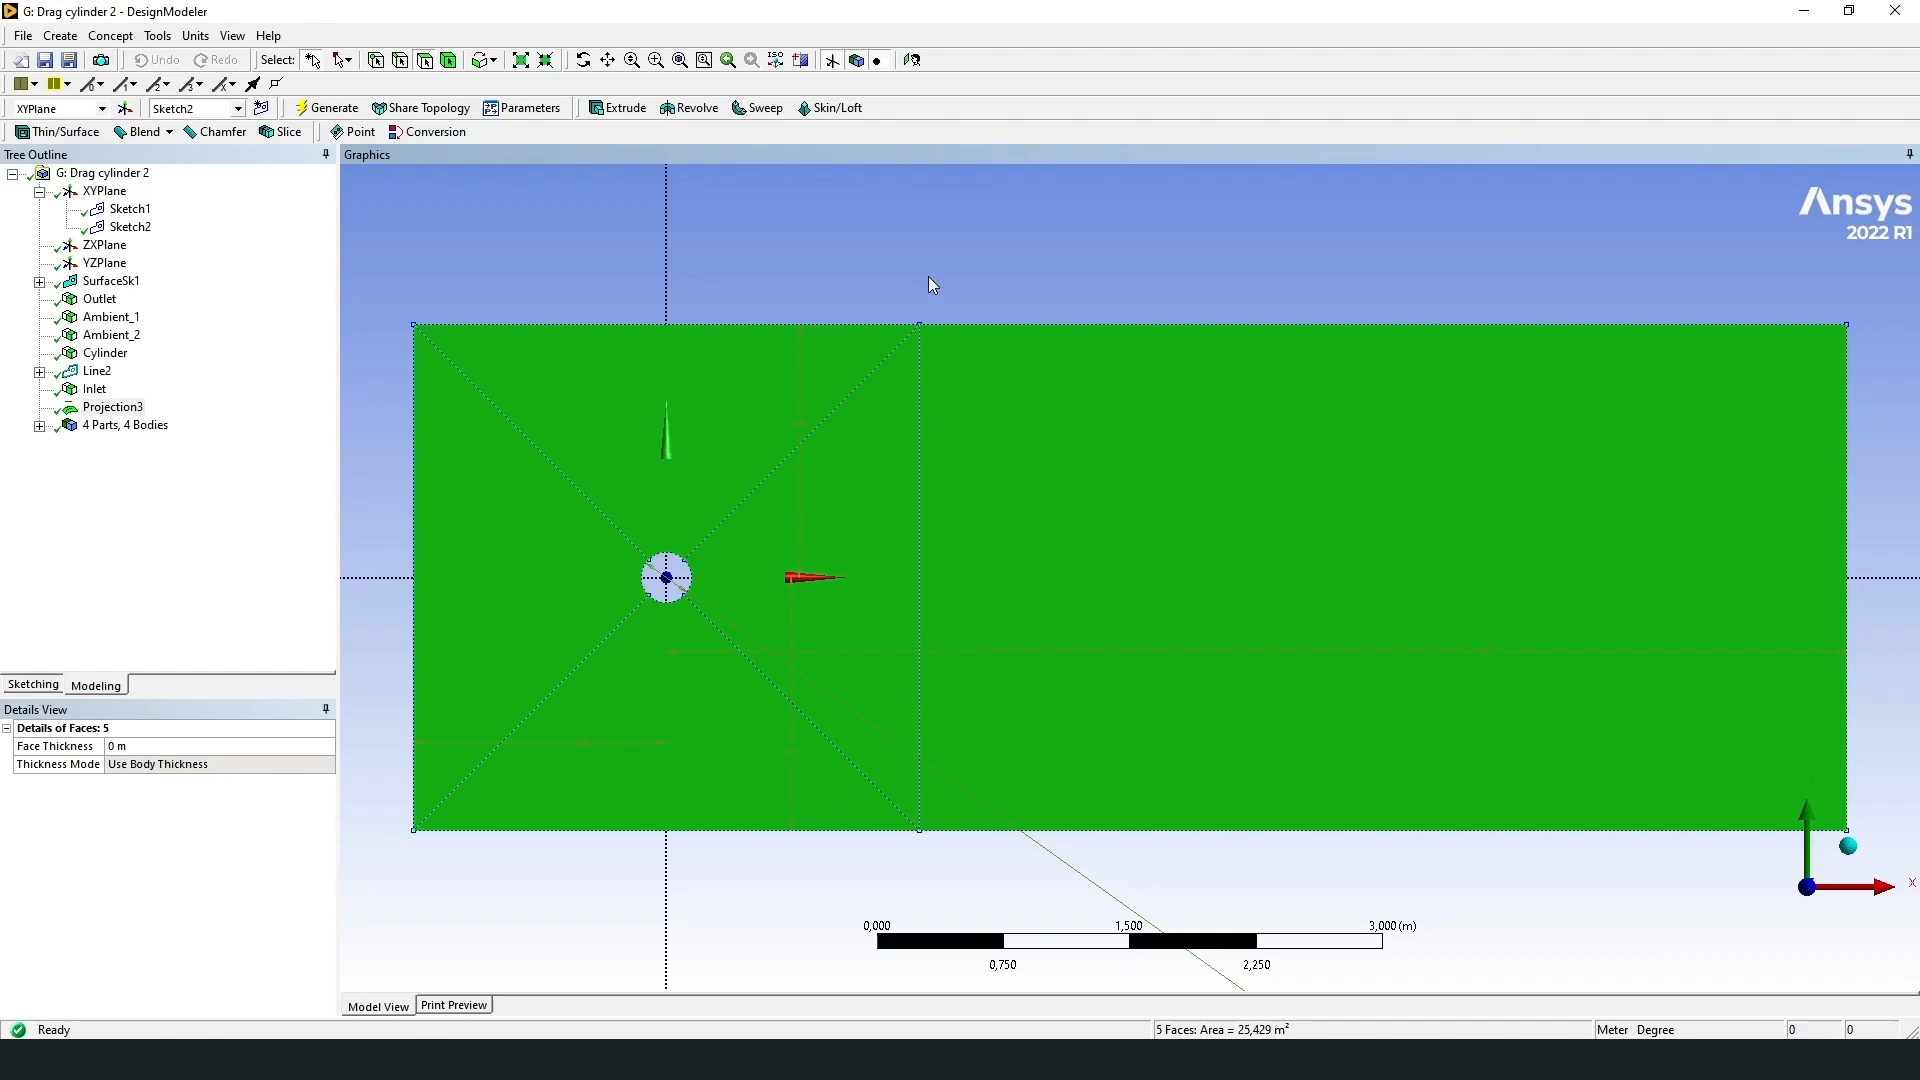 G: Drag cylinder 2 - DesignModeler
File Create Concept Tools Units View Help
Undo Redo Select: ISO
XYPlane Sketch2 Generate Share Topology Parameters Extrude Revolve Sweep Skin/Loft
Thin/Surface Blend Chamfer Slice Point Conversion
Tree Outline
Graphics
G: Drag cylinder 2
XYPlane
Sketch1
Sketch2
ZXPlane
YZPlane
SurfaceSk1
Outlet
Ambient_1
Ambient_2
Cylinder
Line2
Inlet
Projection3
4 Parts, 4 Bodies
Ansys
2022 R1
Sketching Modeling
Details View
Details of Faces: 5
Face Thickness 0 m
Thickness Mode Use Body Thickness
X
0,000 1,500 3,000 (m)
0,750 2,250
Model View Print Preview
Ready 5 Faces: Area = 25,429 m² Meter Degree 0 0